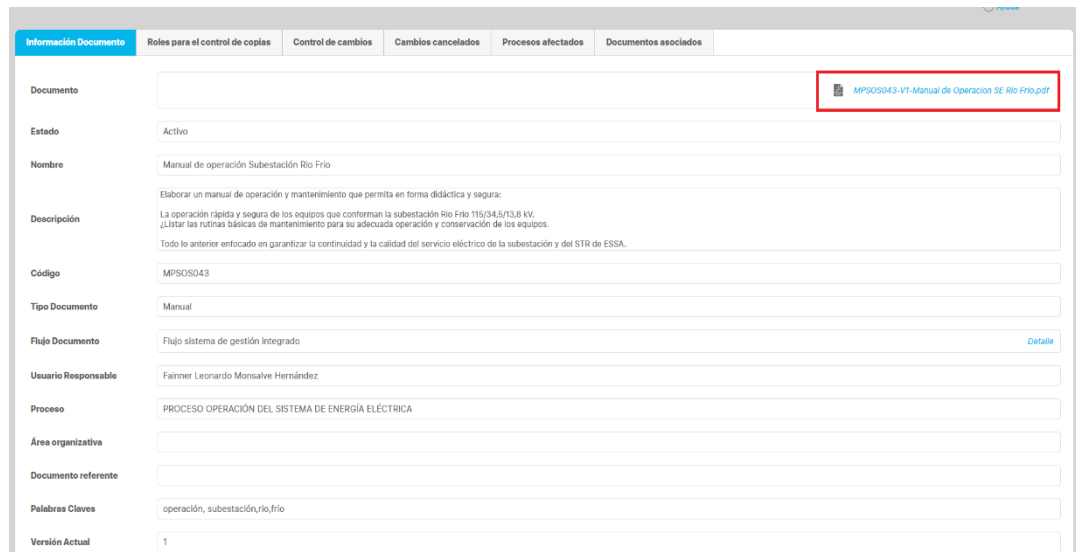 Ayuda
Información Documento Roles para el control de copias Control de cambios Cambios cancelados Procesos afectados Documentos asociados
Documento MPSOS043-V1-Manual de Operacion SE Rio Frio.pdf
Estado Activo
Nombre Manual de operación Subestación Rio Frio
Elaborar un manual de operación y mantenimiento que permita en forma didáctica y segura:
La operación rápida y segura de los equipos que conforman la subestación Rio Frio 115/34,5/13,8 kV.
Descripción ¿Listar las rutinas básicas de mantenimiento para su adecuada operación y conservación de los equipos.
Todo lo anterior enfocado en garantizar la continuidad y la calidad del servicio eléctrico de la subestación y del STR de ESSA.
Código MPSOS043
Tipo Documento Manual
Flujo Documento Flujo sistema de gestión integrado Detalle
Usuario Responsable Fainner Leonardo Monsalve Hernández
Proceso PROCESO OPERACIÓN DEL SISTEMA DE ENERGÍA ELÉCTRICA
Área organizativa
Documento referente
Palabras Claves operación, subestación,rio,frio
Versión Actual 1